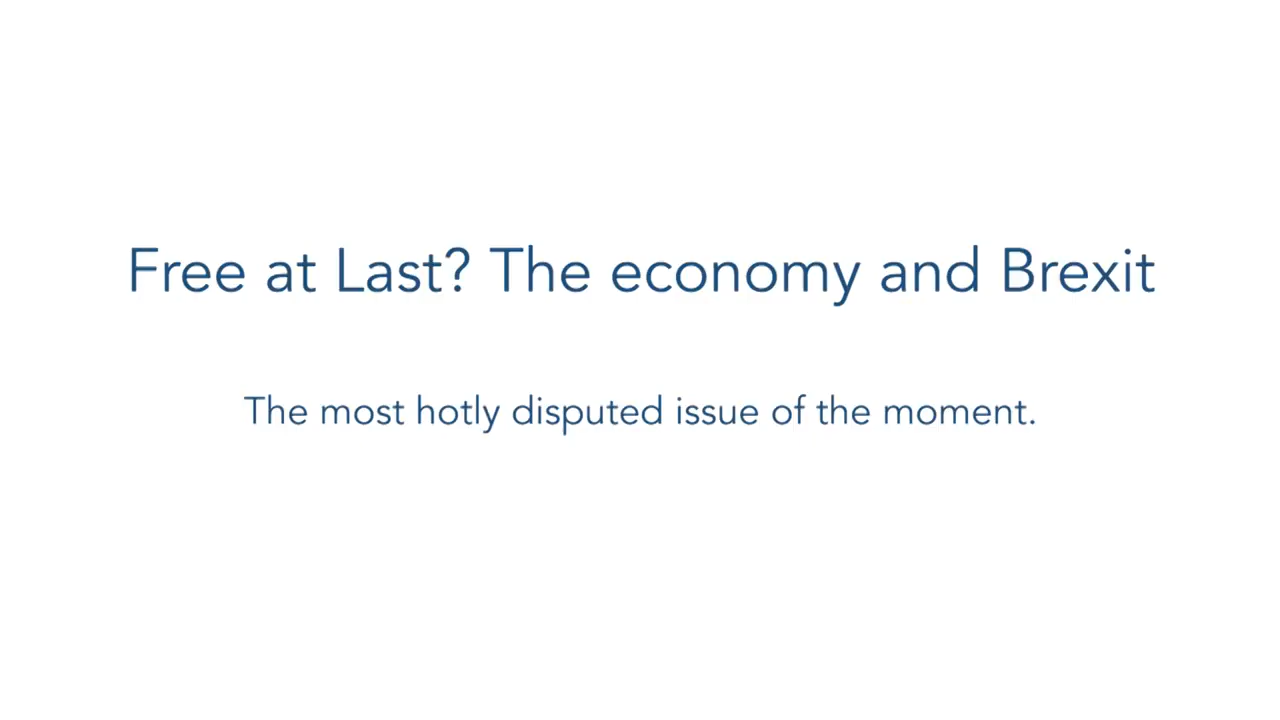 Free at Last? The economy and Brexit
The most hotly disputed issue of the moment.